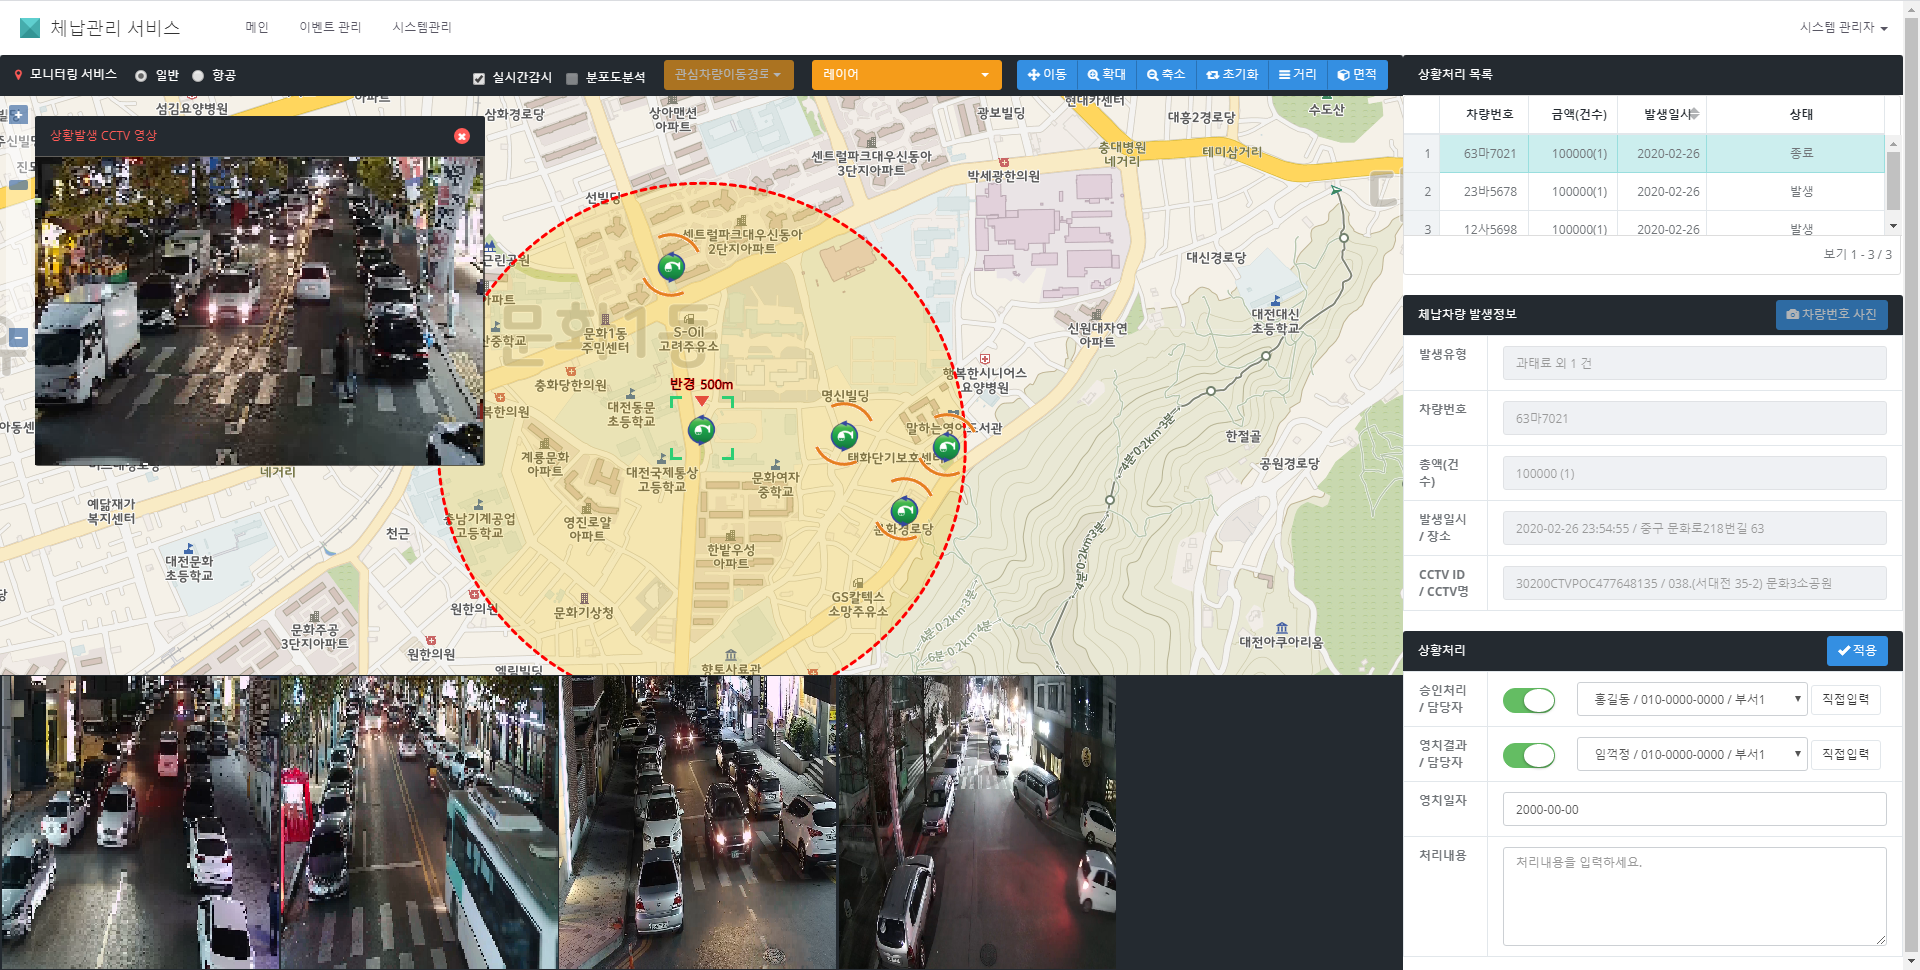 체납관리 서비스
메인
이벤트 관리
시스템관리
시스템 관리자
모니터링 서비스
일반
항공
실시간감시
분포도분석
관심차량이동경로
레이어
이동
확대
축소
초기화
거리
면적
상황처리 목록
차량번호
금액(건수)
발생일시
상태
1 63마7021 100000(1) 2020-02-26 종료
2 23바5678 100000(1) 2020-02-26 발생
3 12사5698 100000(1) 2020-02-26 발생
보기 1 - 3 / 3
상황발생 CCTV 영상
섬김요양병원
삼화경로당
상아맨션
아파트
광보빌딩
현대카센터
대흥2경로당
수도산
충대병원
네거리
테미삼거리
센트럴파크대우신동아
3단지아파트
박세광한의원
선빌딩
센트럴파크대우신동아
2단지아파트
근린공원
대신경로당
문화1동
문화1동
주민센터
S-Oil
고려주유소
신원대자연
아파트
대전대신
초등학교
충화당한의원
반경 500m
행복한시니어스
요양병원
대전동문
초등학교
명신빌딩
말하는영어도서관
한절골
공원경로당
계룡문화
아파트
대전국제통상
고등학교
태화단기보호센터
문화여자
중학교
네거리
예닮재가
복지센터
천근
충남기계공업
고등학교
영진로얄
아파트
문화경로당
한밭우성
아파트
대전문화
초등학교
원한의원
문화기상청
GS칼텍스
소망주유소
문화주공
3단지아파트
원한의원
엘림빌딩
향토사료관
대전아쿠아리움
체납차량 발생정보
차량번호 사진
발생유형
과태료 외 1 건
차량번호
63마7021
총액(건
수)
100000 (1)
발생일시
/ 장소
2020-02-26 23:54:55 / 중구 문화로218번길 63
CCTV ID
/ CCTV명
30200CTVPOC477648135 / 038.(서대전 35-2) 문화3소공원
상황처리
적용
승인처리
/ 담당자
홍길동 / 010-0000-0000 / 부서1
직접입력
영치결과
/ 담당자
임꺽정 / 010-0000-0000 / 부서1
직접입력
영치일자
2000-00-00
처리내용
처리내용을 입력하세요.